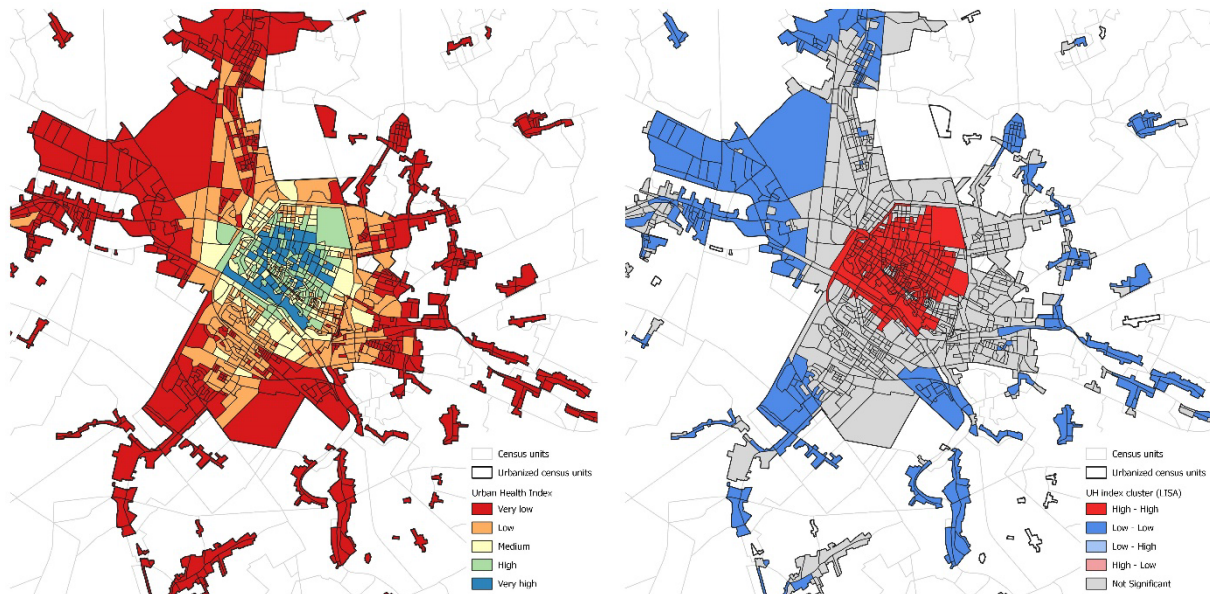 Census units
Urbanized census units
Urban Health Index
Very low
Low
Medium
High
Very high
Census units
Urbanized census units
UH index cluster (LISA)
High - High
Low - Low
Low - High
High - Low
Not Significant